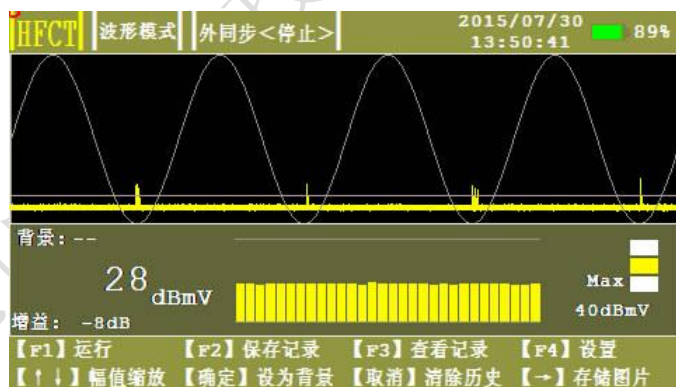 HFCT 波形模式 外同步<停止> 2015/07/30 13:50:41 89%
背景:--
28 dBmV
Max
40dBmV
增益: -8dB
【F1】运行 【F2】保存记录 【F3】查看记录 【F4】设置
【↑↓】幅值缩放 【确定】设为背景 【取消】清除历史 【→】存储图片